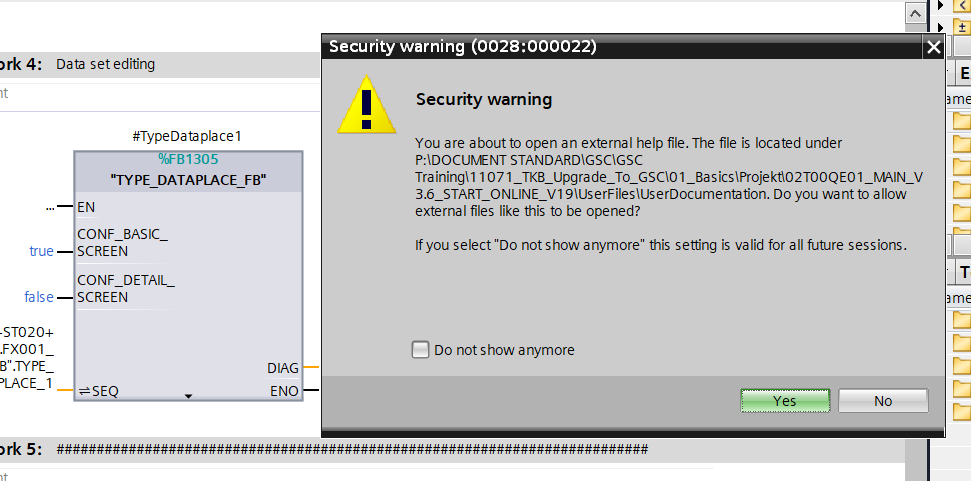 Security warning (0028:000022)
ork 4: Data set editing
nt
#TypeDataplace1
%FB1305
"TYPE_DATAPLACE_FB"
... EN
CONF_BASIC_
true SCREEN
CONF_DETAIL_
false SCREEN
-ST020+
.FX001_
B".TYPE_
PLACE_1
SEQ
DIAG
ENO
Security warning
You are about to open an external help file. The file is located under
P:\DOCUMENT STANDARD\GSC\GSC
Training\11071_TKB_Upgrade_To_GSC\01_Basics\Projekt\02T00QE01_MAIN_V
3.6_START_ONLINE_V19\UserFiles\UserDocumentation. Do you want to allow
external files like this to be opened?
If you select "Do not show anymore" this setting is valid for all future sessions.
Do not show anymore
Yes
No
ork 5: ##########################################################################
nt
E
ame
T
ame